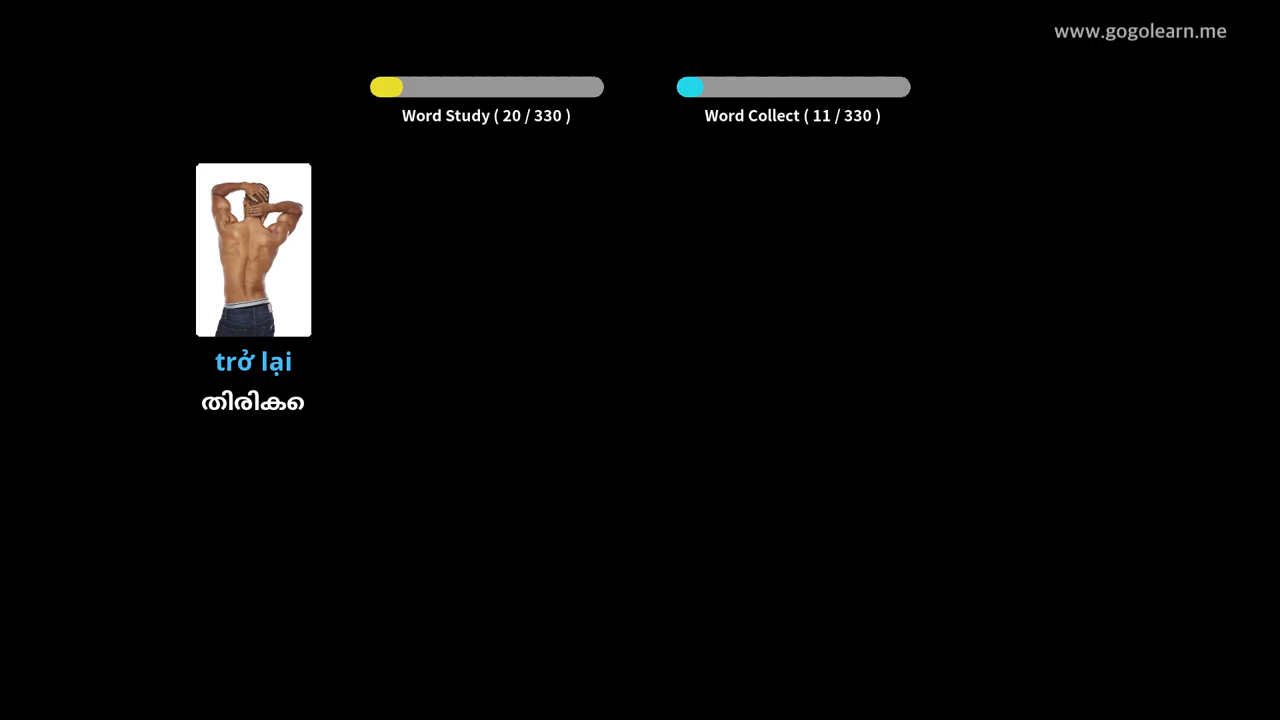 www.gogolearn.me
Word Study ( 20 / 330 )
Word Collect ( 11 / 330 )
trở lại
തിരികെ